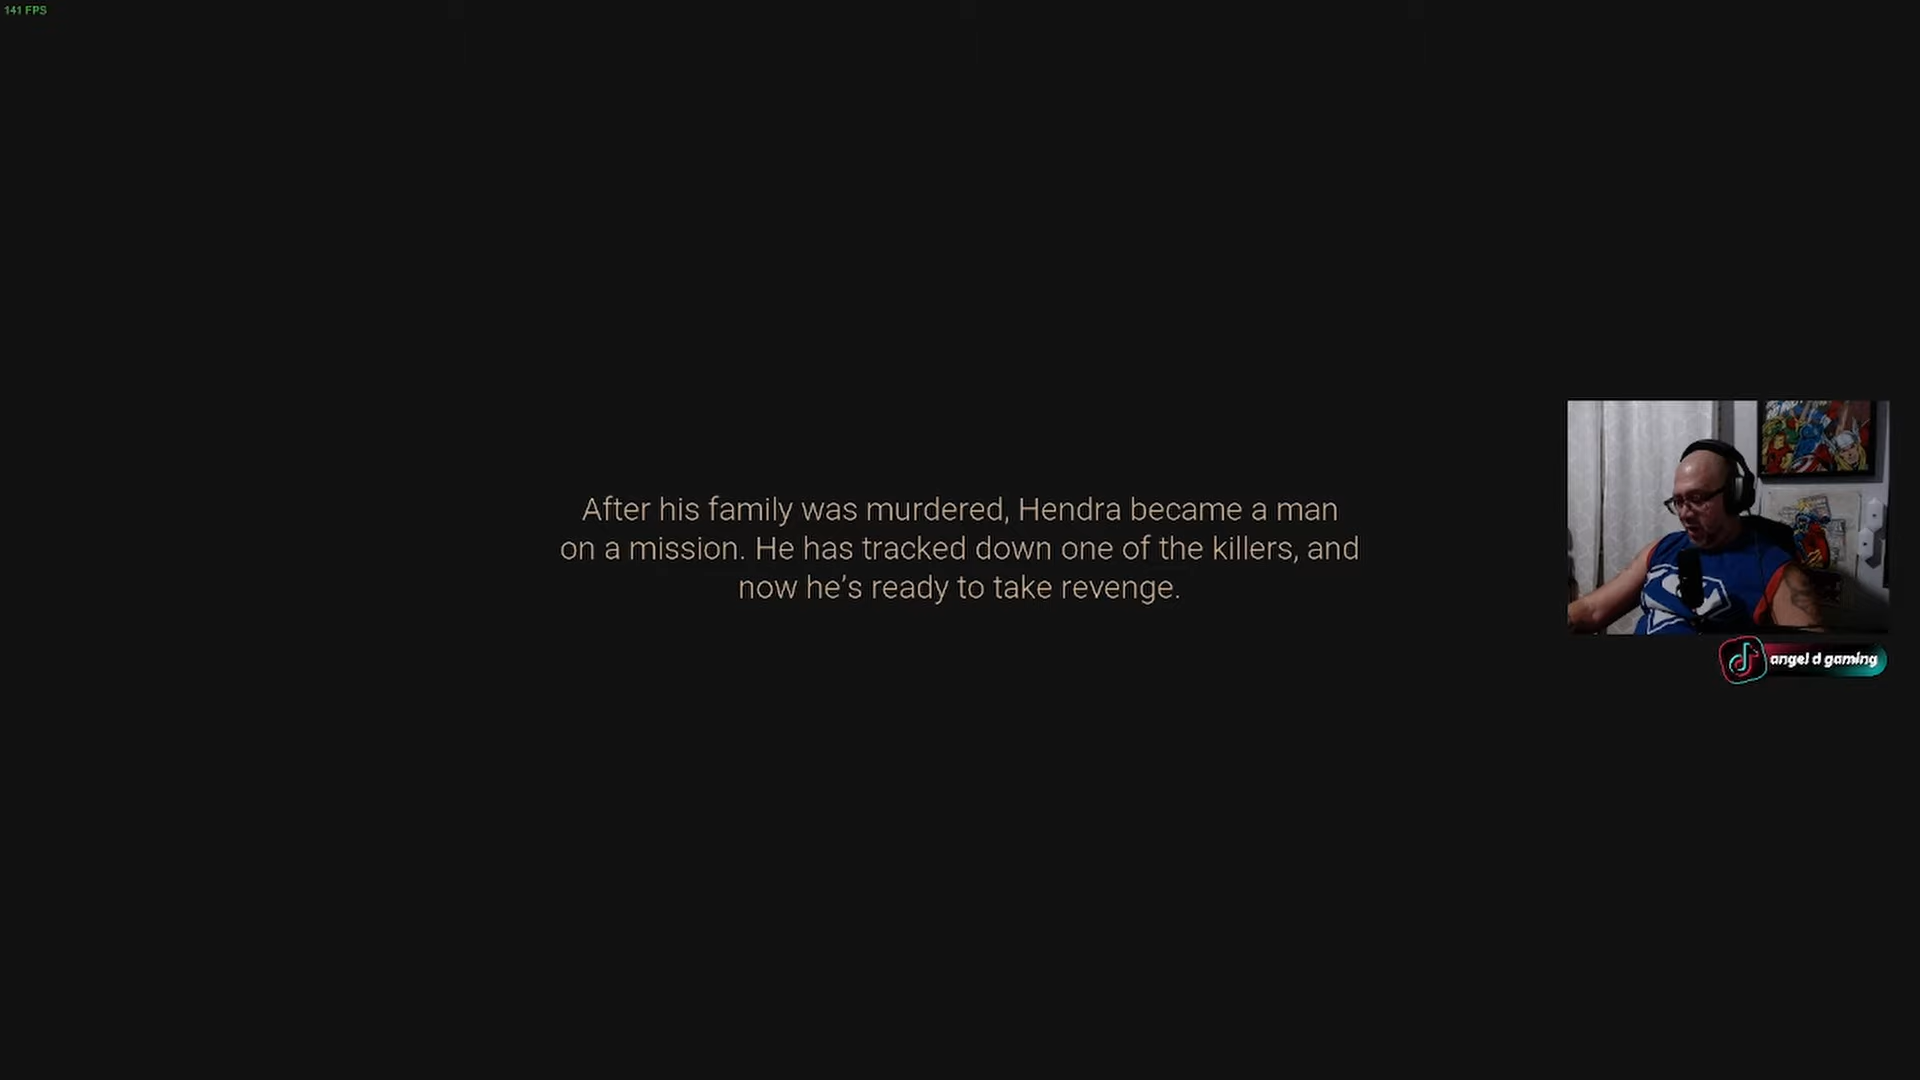 141 FPS
After his family was murdered, Hendra became a man
on a mission. He has tracked down one of the killers, and
now he’s ready to take revenge.
angel d gaming